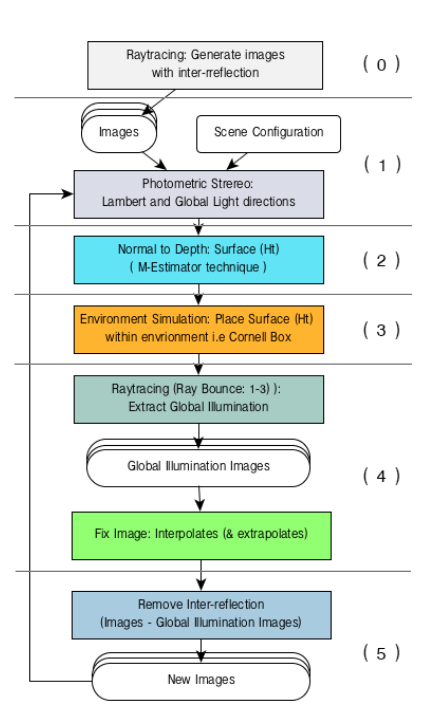 Raytracing: Generate images
with inter-rreflection
( 0 )
Images
Scene Configuration
( 1 )
Photometric Strereo:
Lambert and Global Light directions
Normal to Depth: Surface (Ht)
( M-Estimator technique )
( 2 )
Environment Simulation: Place Surface (Ht)
within envrionment i.e Cornell Box
( 3 )
Raytracing (Ray Bounce: 1-3) ):
Extract Global Illumination
Global Illumination Images
( 4 )
Fix Image: Interpolates (& extrapolates)
Remove Inter-reflection
(Images - Global Illumination Images)
( 5 )
New Images